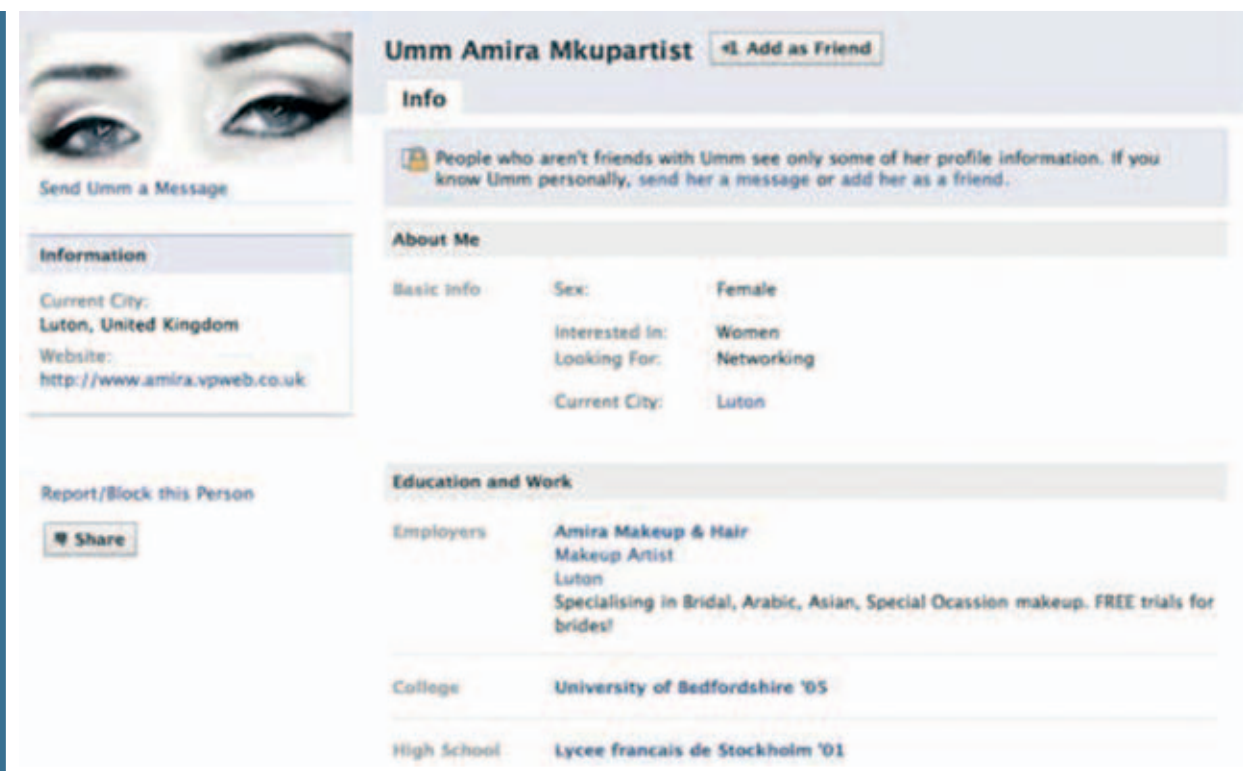 Umm Amira Mkupartist
Add as Friend
Info
People who aren't friends with Umm see only some of her profile information. If you
know Umm personally, send her a message or add her as a friend.
Send Umm a Message
Information
Current City:
Luton, United Kingdom
Website:
http://www.amira.vpweb.co.uk
Report/Block this Person
Share
About Me
Basic Info Sex: Female
Interested In: Women
Looking For: Networking
Current City: Luton
Education and Work
Employers Amira Makeup & Hair
Makeup Artist
Luton
Specialising in Bridal, Arabic, Asian, Special Ocassion makeup. FREE trials for
brides!
College University of Bedfordshire '05
High School Lycee francais de Stockholm '01